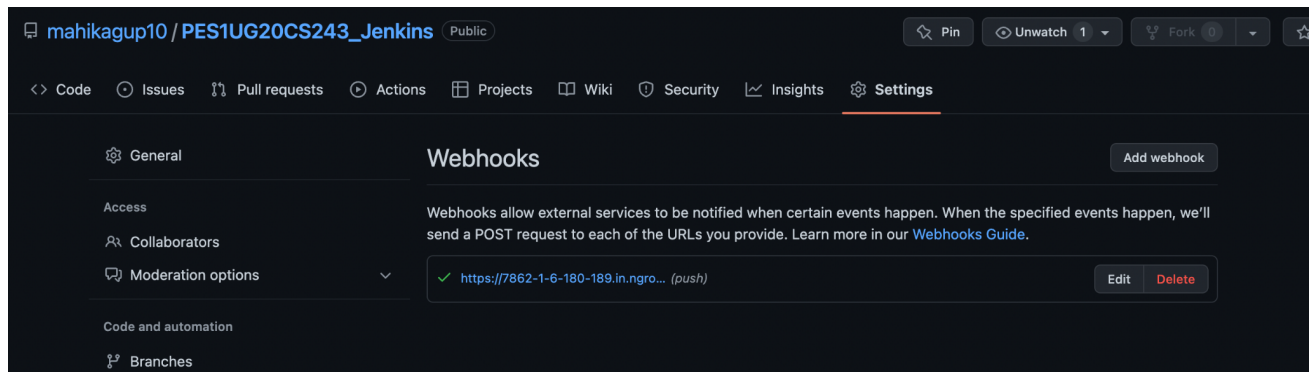 mahikagup10 / PES1UG20CS243_Jenkins Public Pin Unwatch 1 Fork 0
Code Issues Pull requests Actions Projects Wiki Security Insights Settings
General
Access
Collaborators
Moderation options
Code and automation
Branches
Webhooks Add webhook
Webhooks allow external services to be notified when certain events happen. When the specified events happen, we'll
send a POST request to each of the URLs you provide. Learn more in our Webhooks Guide.
https://7862-1-6-180-189.in.ngro... (push) Edit Delete